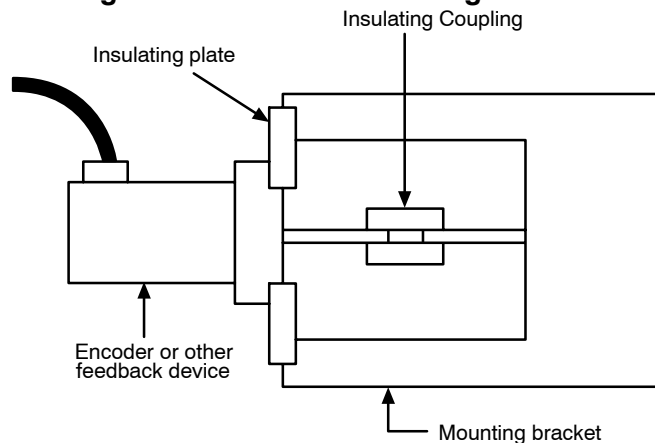 Insulating Coupling
Insulating plate
Encoder or other
feedback device
Mounting bracket